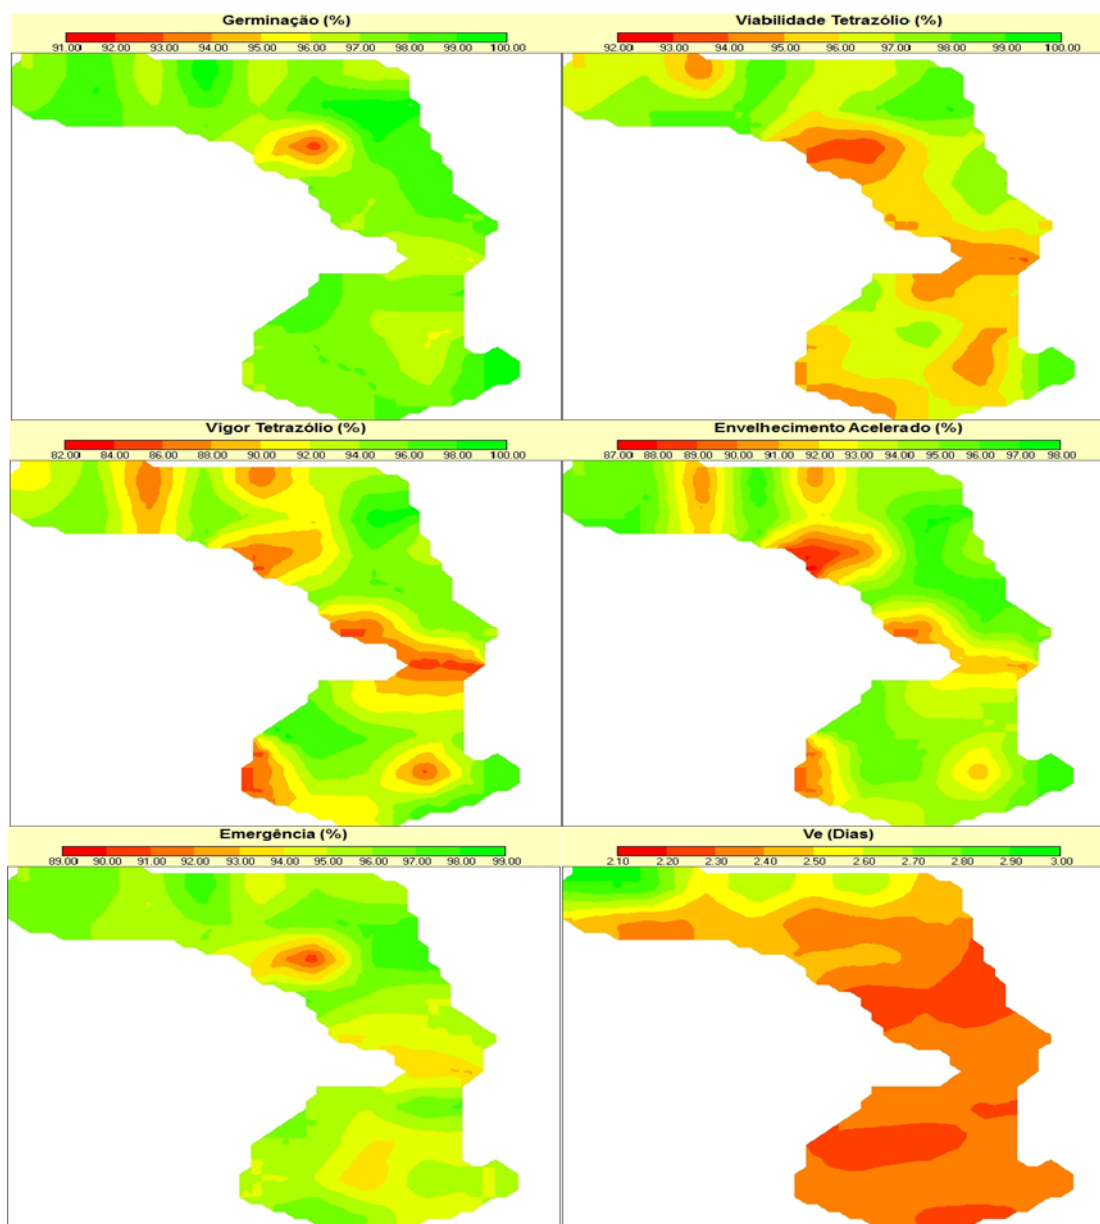 Germinação (%)
91.00 92.00 93.00 94.00 95.00 96.00 97.00 98.00 99.00 100.00
Viabilidade Tetrazólio (%)
92.00 93.00 94.00 95.00 96.00 97.00 98.00 99.00 100.00
Vigor Tetrazólio (%)
82.00 84.00 86.00 88.00 90.00 92.00 94.00 96.00 98.00 100.00
Envelhecimento Acelerado (%)
87.00 88.00 89.00 90.00 91.00 92.00 93.00 94.00 95.00 96.00 97.00 98.00
Emergência (%)
89.00 90.00 91.00 92.00 93.00 94.00 95.00 96.00 97.00 98.00 99.00
Ve (Dias)
2.10 2.20 2.30 2.40 2.50 2.60 2.70 2.80 2.90 3.00